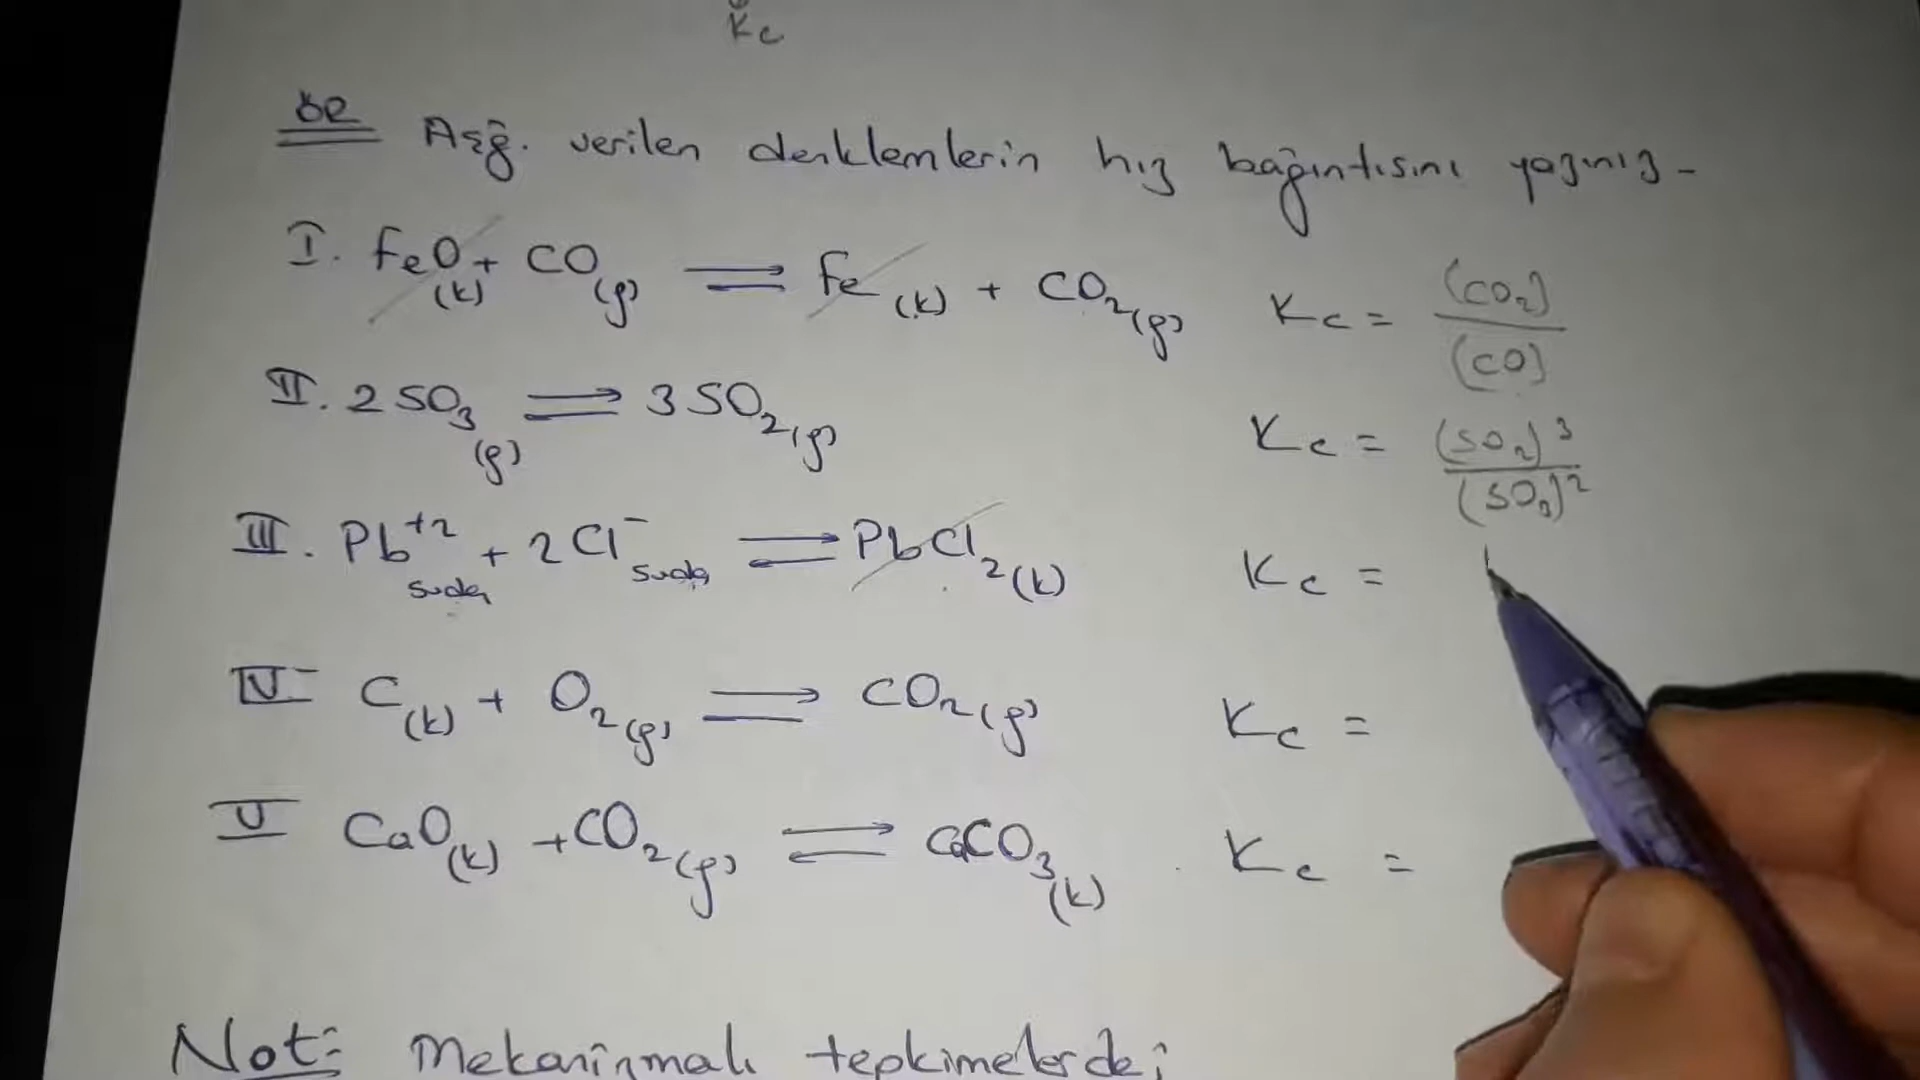 Kc
ÖR Aşğ. verilen denklemlerin hız bağıntısını yazınız-
I. FeO(k) + CO(g) ⇌ Fe(k) + CO₂(g) Kc = (CO₂)/(CO)
II. 2SO₃(g) ⇌ 3SO₂(g) Kc = (SO₂)³/(SO₃)²
III. Pb⁺² suda + 2Cl⁻ suda ⇌ PbCl₂(k) Kc =
IV C(k) + O₂(g) ⇌ CO₂(g) Kc =
V CaO(k) + CO₂(g) ⇌ CaCO₃(k) Kc =
Not: Mekanizmalı tepkimelerde;